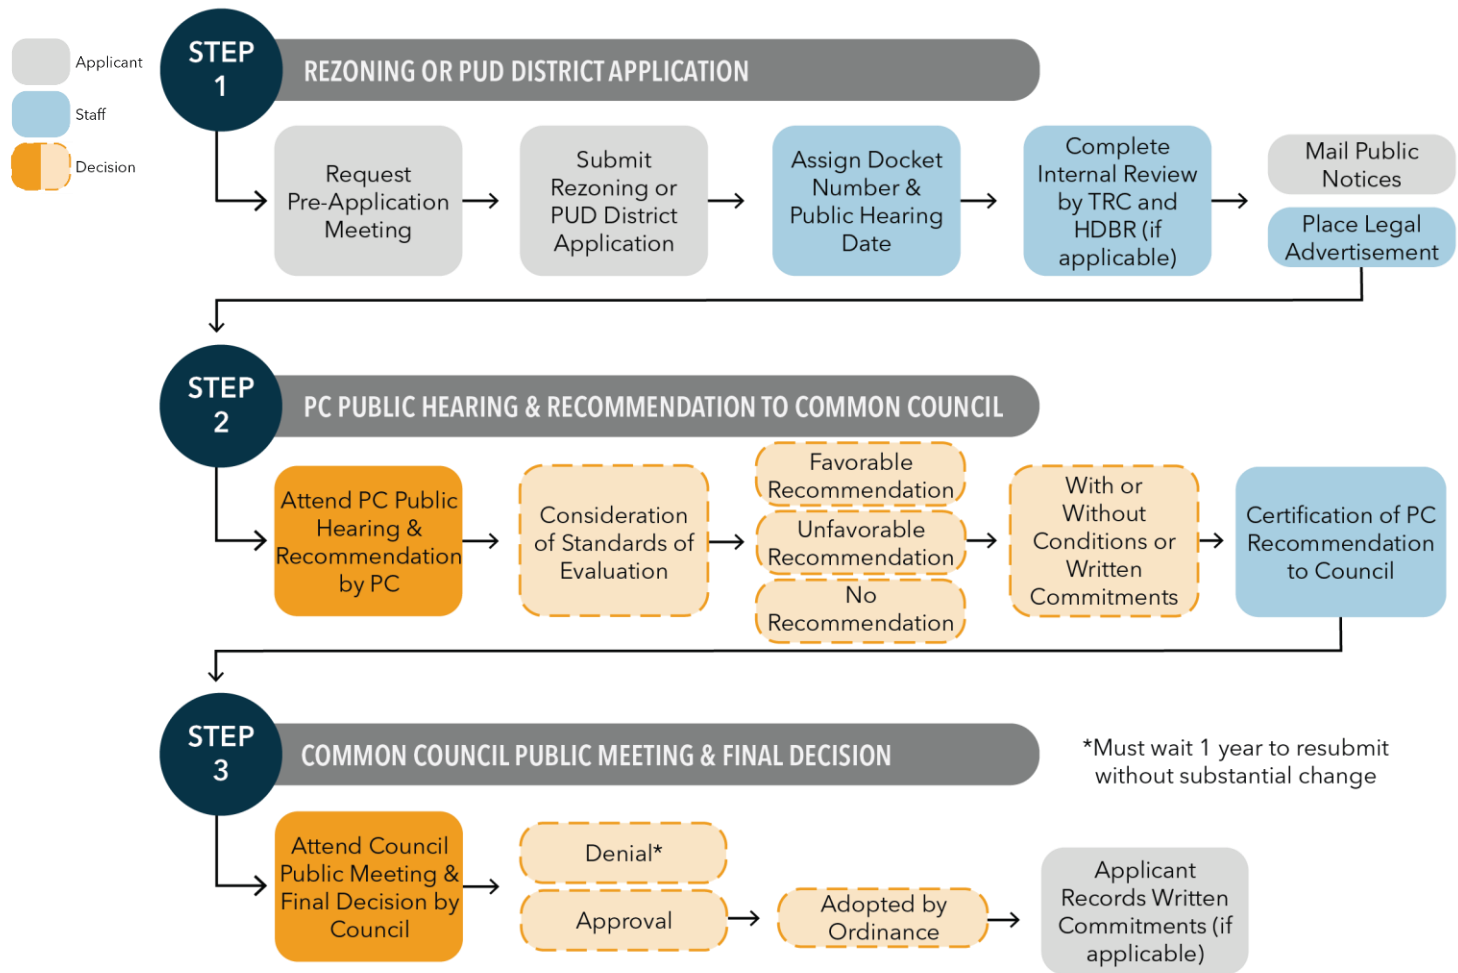 Applicant
Staff
Decision
STEP
1
REZONING OR PUD DISTRICT APPLICATION
Request
Pre-Application
Meeting
Submit
Rezoning or
PUD District
Application
Assign Docket
Number &
Public Hearing
Date
Complete
Internal Review
by TRC and
HDBR (if
applicable)
Mail Public
Notices
Place Legal
Advertisement
STEP
2
PC PUBLIC HEARING & RECOMMENDATION TO COMMON COUNCIL
Attend PC Public
Hearing &
Recommendation
by PC
Consideration
of Standards of
Evaluation
Favorable
Recommendation
Unfavorable
Recommendation
No
Recommendation
With or
Without
Conditions or
Written
Commitments
Certification of PC
Recommendation
to Council
STEP
3
COMMON COUNCIL PUBLIC MEETING & FINAL DECISION
*Must wait 1 year to resubmit
without substantial change
Attend Council
Public Meeting &
Final Decision by
Council
Denial*
Approval
Adopted by
Ordinance
Applicant
Records Written
Commitments (if
applicable)